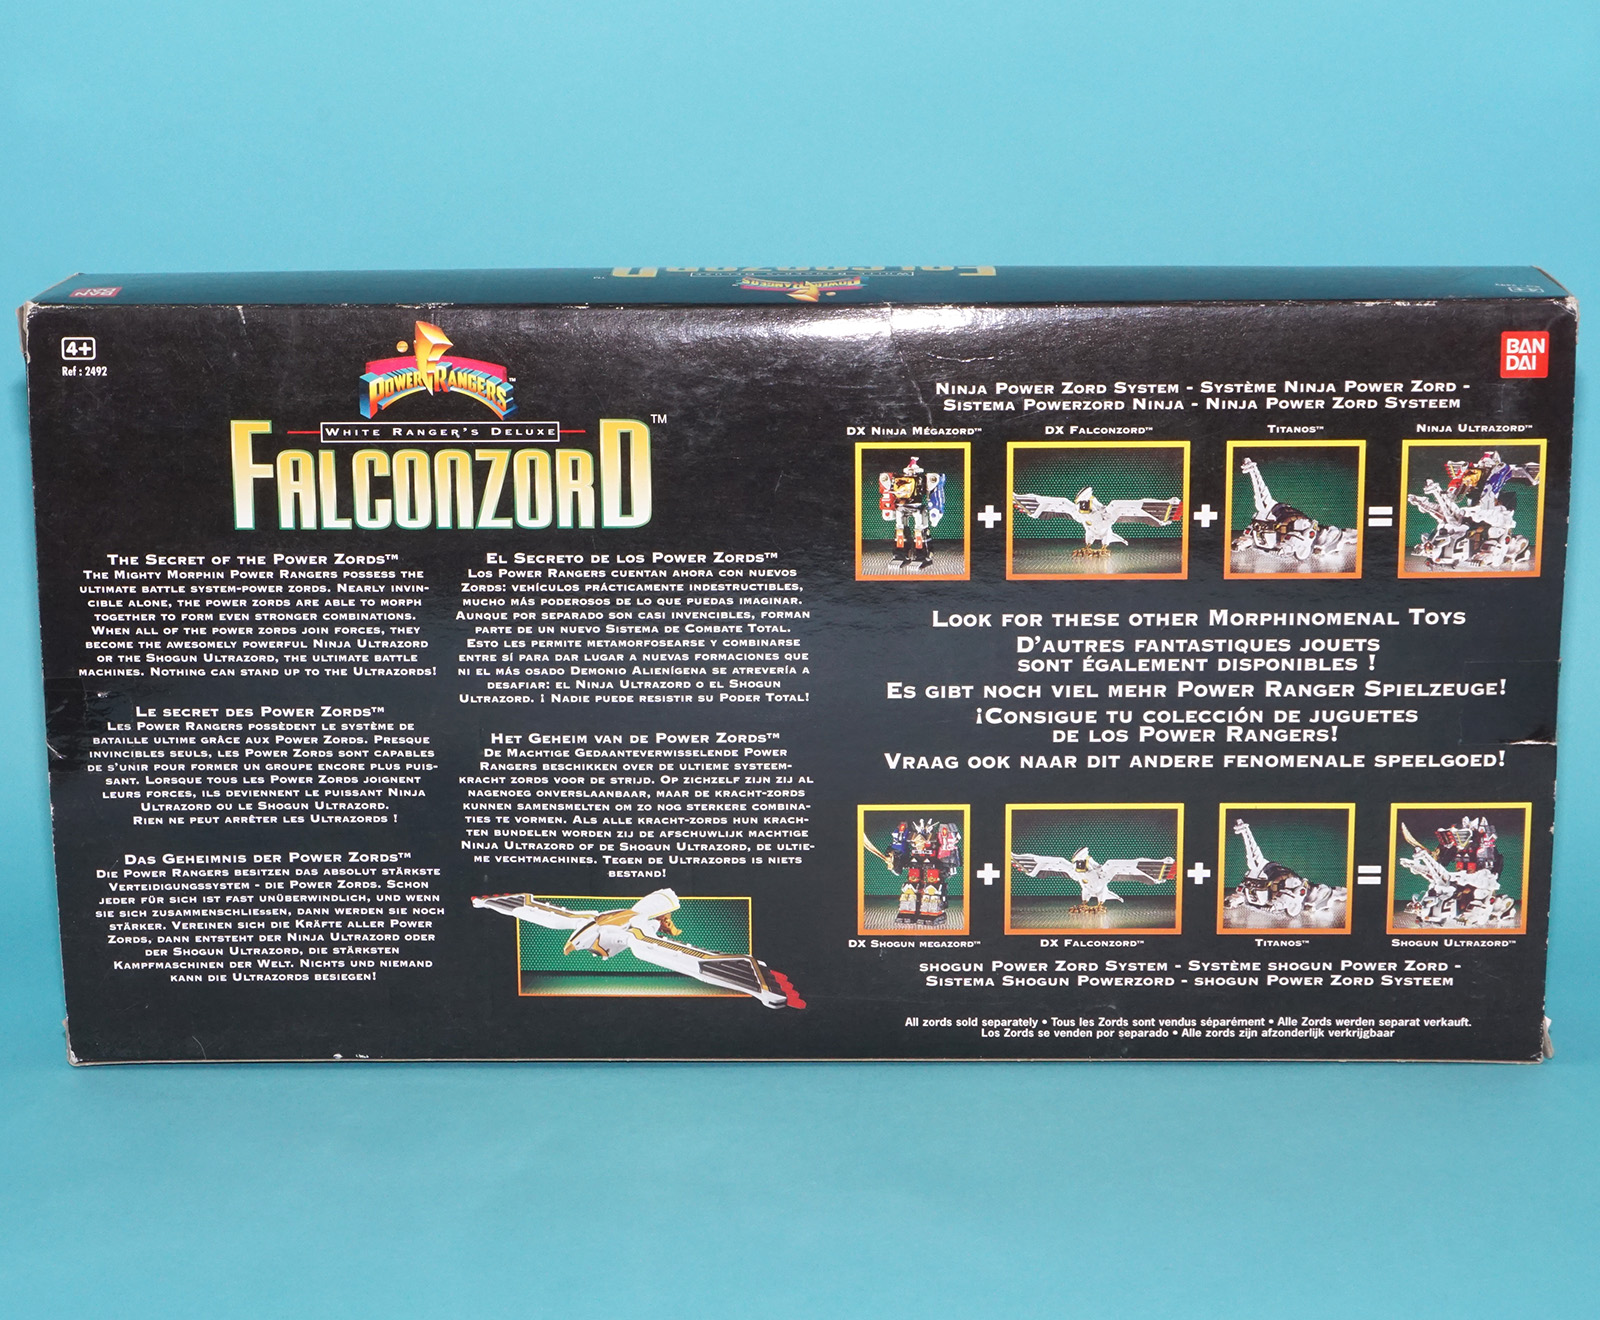 BAN
DAI
FALCONZORD
WHITE RANGER'S DELUXE
POWER RANGERS
4+
Ref : 2492
POWER RANGERS™
WHITE RANGER'S DELUXE
FALCONZORD™
THE SECRET OF THE POWER ZORDS™
THE MIGHTY MORPHIN POWER RANGERS POSSESS THE
ULTIMATE BATTLE SYSTEM-POWER ZORDS. NEARLY INVIN-
CIBLE ALONE, THE POWER ZORDS ARE ABLE TO MORPH
TOGETHER TO FORM EVEN STRONGER COMBINATIONS.
WHEN ALL OF THE POWER ZORDS JOIN FORCES, THEY
BECOME THE AWESOMELY POWERFUL NINJA ULTRAZORD
OR THE SHOGUN ULTRAZORD, THE ULTIMATE BATTLE
MACHINES. NOTHING CAN STAND UP TO THE ULTRAZORDS!
LE SECRET DES POWER ZORDS™
LES POWER RANGERS POSSÈDENT LE SYSTÈME DE
BATAILLE ULTIME GRÂCE AUX POWER ZORDS. PRESQUE
INVINCIBLES SEULS, LES POWER ZORDS SONT CAPABLES
DE S'UNIR POUR FORMER UN GROUPE ENCORE PLUS PUIS-
SANT. LORSQUE TOUS LES POWER ZORDS JOIGNENT
LEURS FORCES, ILS DEVIENNENT LE PUISSANT NINJA
ULTRAZORD OU LE SHOGUN ULTRAZORD.
RIEN NE PEUT ARRÊTER LES ULTRAZORDS !
DAS GEHEIMNIS DER POWER ZORDS™
DIE POWER RANGERS BESITZEN DAS ABSOLUT STÄRKSTE
VERTEIDIGUNGSSYSTEM - DIE POWER ZORDS. SCHON
JEDER FÜR SICH IST FAST UNÜBERWINDLICH, UND WENN
SIE SICH ZUSAMMENSCHLIEßEN, DANN WERDEN SIE NOCH
STÄRKER. VEREINEN SICH DIE KRÄFTE ALLER POWER
ZORDS, DANN ENTSTEHT DER NINJA ULTRAZORD ODER
DER SHOGUN ULTRAZORD, DIE STÄRKSTEN
KAMPFMASCHINEN DER WELT. NICHTS UND NIEMAND
KANN DIE ULTRAZORDS BESIEGEN!
EL SECRETO DE LOS POWER ZORDS™
LOS POWER RANGERS CUENTAN AHORA CON NUEVOS
ZORDS: VEHÍCULOS PRÁCTICAMENTE INDESTRUCTIBLES,
MUCHO MÁS PODEROSOS DE LO QUE PUEDAS IMAGINAR.
AUNQUE POR SEPARADO SON CASI INVENCIBLES, FORMAN
PARTE DE UN NUEVO SISTEMA DE COMBATE TOTAL.
ESTO LES PERMITE METAMORFOSEARSE Y COMBINARSE
ENTRE SÍ PARA DAR LUGAR A NUEVAS FORMACIONES QUE
NI EL MÁS OSADO DEMONIO ALIENÍGENA SE ATREVERÍA A
DESAFIAR: EL NINJA ULTRAZORD O EL SHOGUN
ULTRAZORD. ¡ NADIE PUEDE RESISTIR SU PODER TOTAL!
HET GEHEIM VAN DE POWER ZORDS™
DE MACHTIGE GEDAANTEVERWISSELENDE POWER
RANGERS BESCHIKKEN OVER DE ULTIEME SYSTEEM-
KRACHT ZORDS VOOR DE STRIJD. OP ZICHZELF ZIJN ZIJ AL
NAGENOEG ONVERSLAANBAAR, MAAR DE KRACHT-ZORDS
KUNNEN SAMENSMELTEN OM ZO NOG STERKERE COMBINA-
TIES TE VORMEN. ALS ALLE KRACHT-ZORDS HUN KRACH-
TEN BUNDELEN WORDEN ZIJ DE AFSCHUWLIJK MACHTIGE
NINJA ULTRAZORD OF DE SHOGUN ULTRAZORD, DE ULTIE-
ME VECHTMACHINES. TEGEN DE ULTRAZORDS IS NIETS
BESTAND!
BAN
DAI
NINJA POWER ZORD SYSTEM - SYSTÈME NINJA POWER ZORD -
SISTEMA POWERZORD NINJA - NINJA POWER ZORD SYSTEEM
DX NINJA MÉGAZORD™ DX FALCONZORD™ TITANOS™ NINJA ULTRAZORD™
+ + =
LOOK FOR THESE OTHER MORPHINOMENAL TOYS
D'AUTRES FANTASTIQUES JOUETS
SONT ÉGALEMENT DISPONIBLES !
ES GIBT NOCH VIEL MEHR POWER RANGER SPIELZEUGE!
¡CONSIGUE TU COLECCIÓN DE JUGUETES
DE LOS POWER RANGERS!
VRAAG OOK NAAR DIT ANDERE FENOMENALE SPEELGOED!
+ + =
DX SHOGUN MEGAZORD™ DX FALCONZORD™ TITANOS™ SHOGUN ULTRAZORD™
SHOGUN POWER ZORD SYSTEM - SYSTÈME SHOGUN POWER ZORD -
SISTEMA SHOGUN POWERZORD - SHOGUN POWER ZORD SYSTEEM
All zords sold separately • Tous les Zords sont vendus séparément • Alle Zords werden separat verkauft.
Los Zords se venden por separado • Alle zords zijn afzonderlijk verkrijgbaar